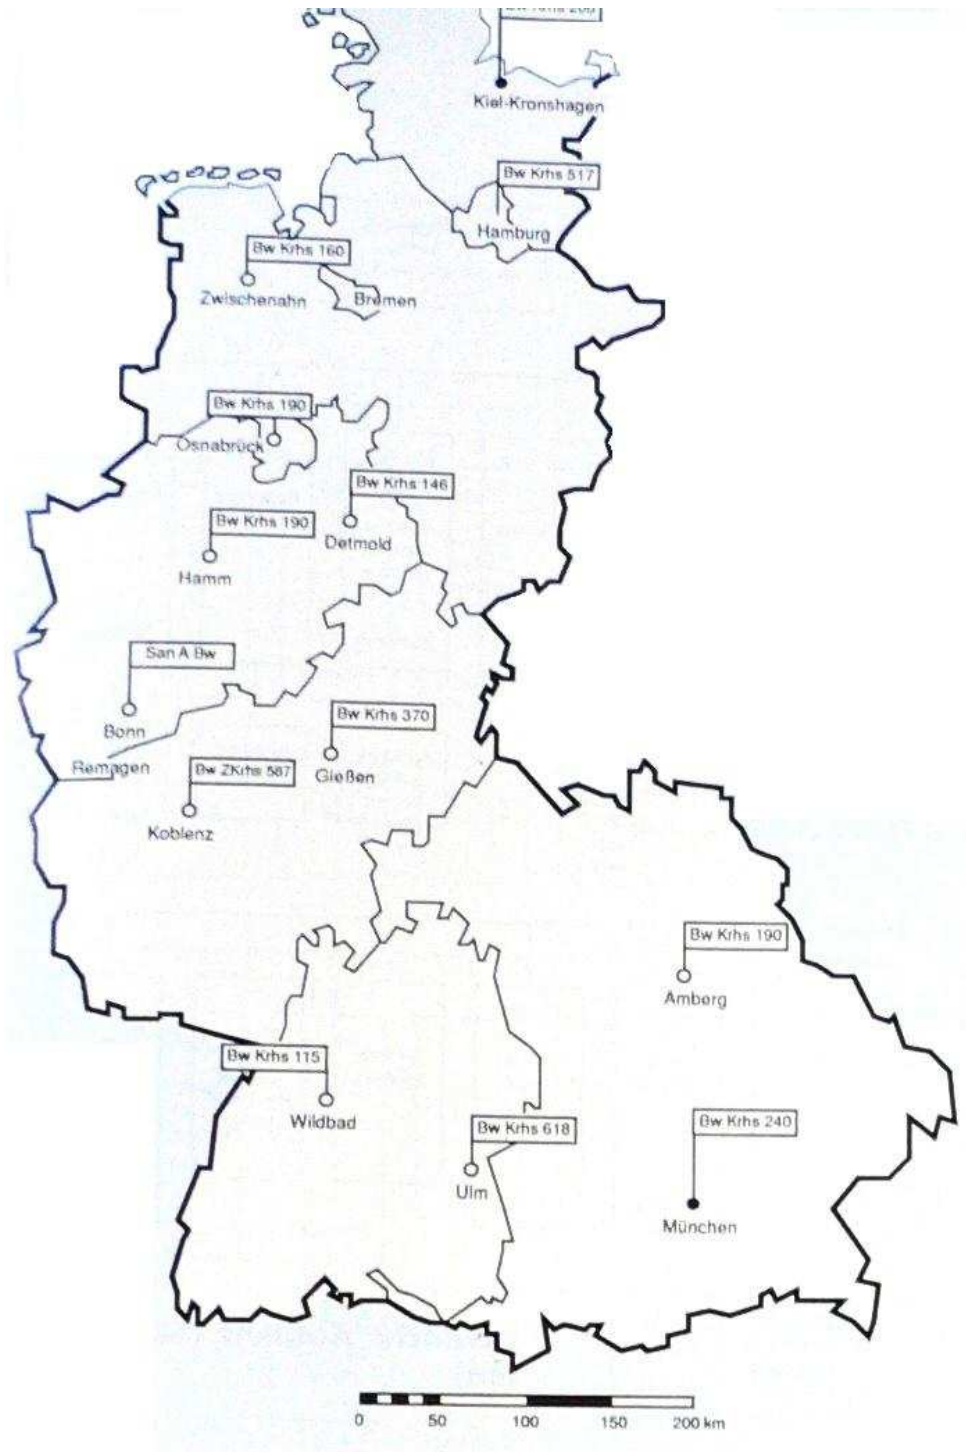 Kiel-Kronshagen
Bw Krhs 517
Hamburg
Bw Krhs 160
Zwischenahn
Bremen
Bw Krhs 190
Osnabrück
Bw Krhs 146
Detmold
Bw Krhs 190
Hamm
San A Bw
Bonn
Remagen
Bw Krhs 370
Gießen
Bw ZKrhs 587
Koblenz
Bw Krhs 190
Amberg
Bw Krhs 115
Wildbad
Bw Krhs 618
Ulm
Bw Krhs 240
München
0 50 100 150 200 km